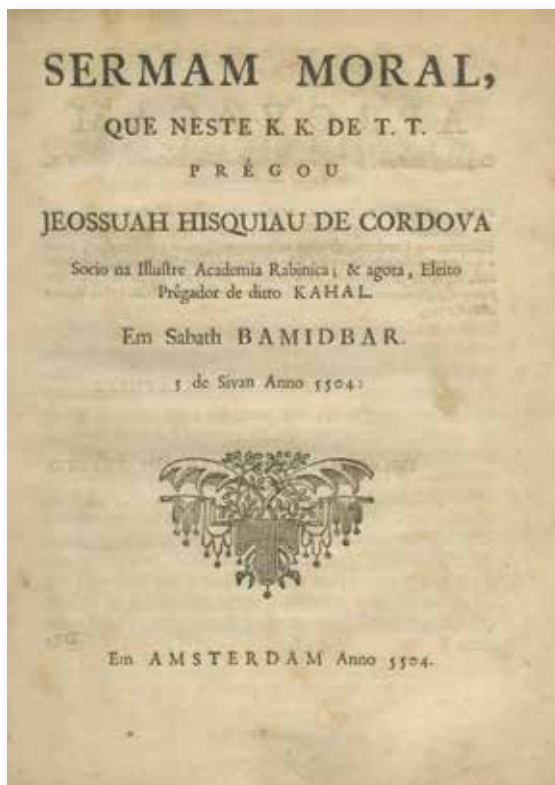 SERMAM MORAL,
QUE NESTE K. K. DE T. T.
PRÉGOU
JEOSSUAH HISQUIAU DE CORDOVA
Socio na Illuſtre Academia Rabinica; & agora, Eleito
Prégador de ditto KAHAL.
Em Sabath BAMIDBAR.
5 de Sivan Anno 5504:
Em AMSTERDAM Anno 5504.